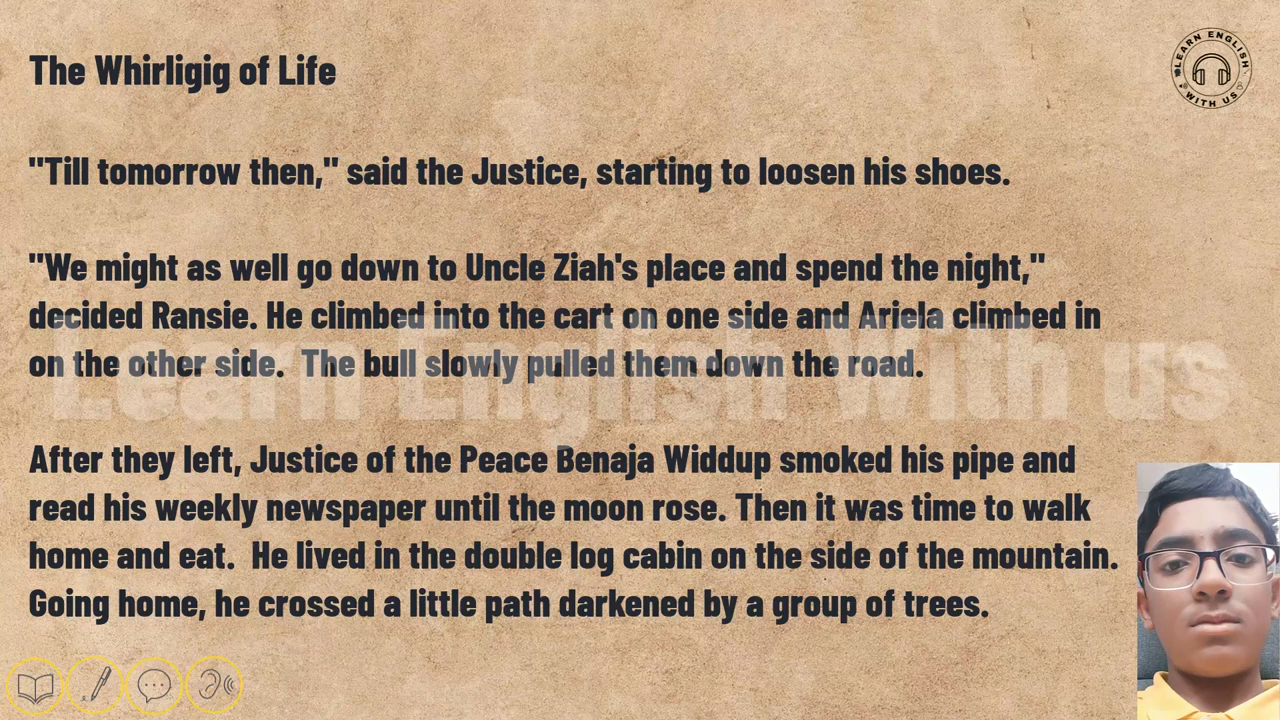 The Whirligig of Life
LEARN ENGLISH
WITH US
"Till tomorrow then," said the Justice, starting to loosen his shoes.
"We might as well go down to Uncle Ziah's place and spend the night,"
decided Ransie. He climbed into the cart on one side and Ariela climbed in
on the other side.  The bull slowly pulled them down the road.
Learn English With us
After they left, Justice of the Peace Benaja Widdup smoked his pipe and
read his weekly newspaper until the moon rose. Then it was time to walk
home and eat.  He lived in the double log cabin on the side of the mountain.
Going home, he crossed a little path darkened by a group of trees.